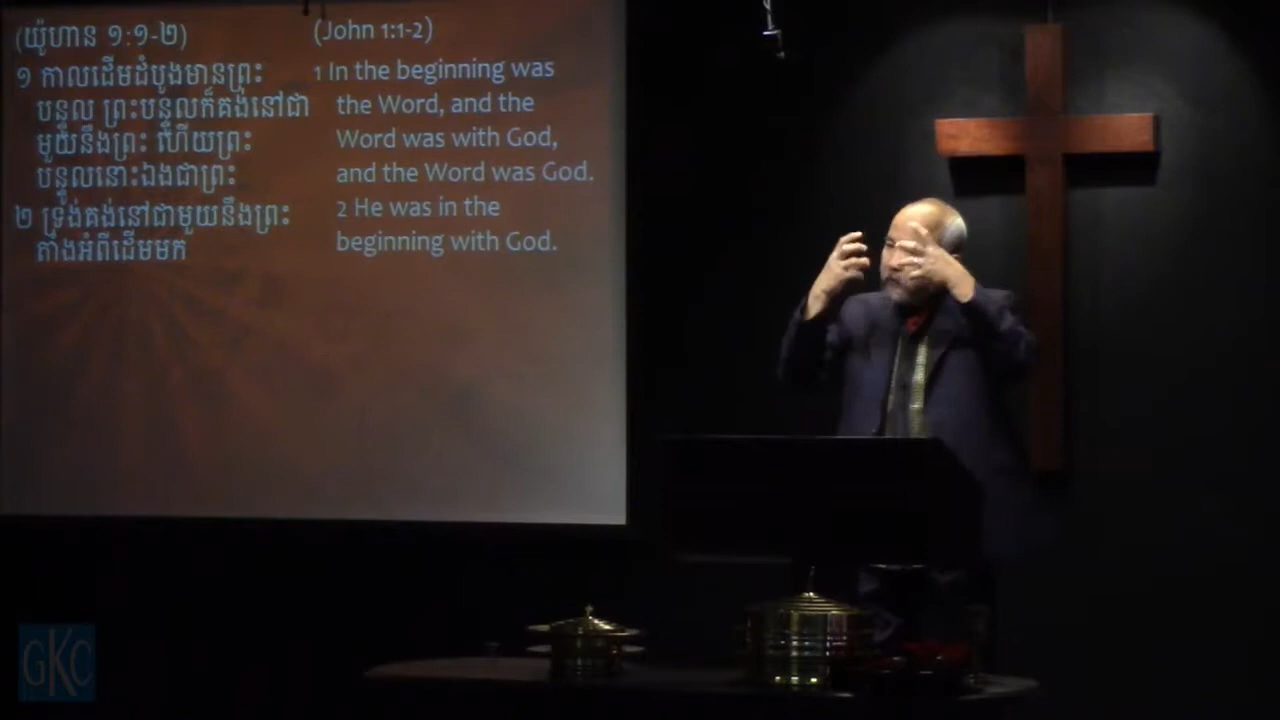 (យ៉ូហាន ១:១-២)
១ កាលដើមដំបូងមានព្រះ
បន្ទូល ព្រះបន្ទូលក៏គង់នៅជា
មួយនឹងព្រះ ហើយព្រះ
បន្ទូលនោះឯងជាព្រះ
២ ទ្រង់គង់នៅជាមួយនឹងព្រះ
តាំងអំពីដើមមក
(John 1:1-2)
1 In the beginning was
the Word, and the
Word was with God,
and the Word was God.
2 He was in the
beginning with God.
GKC